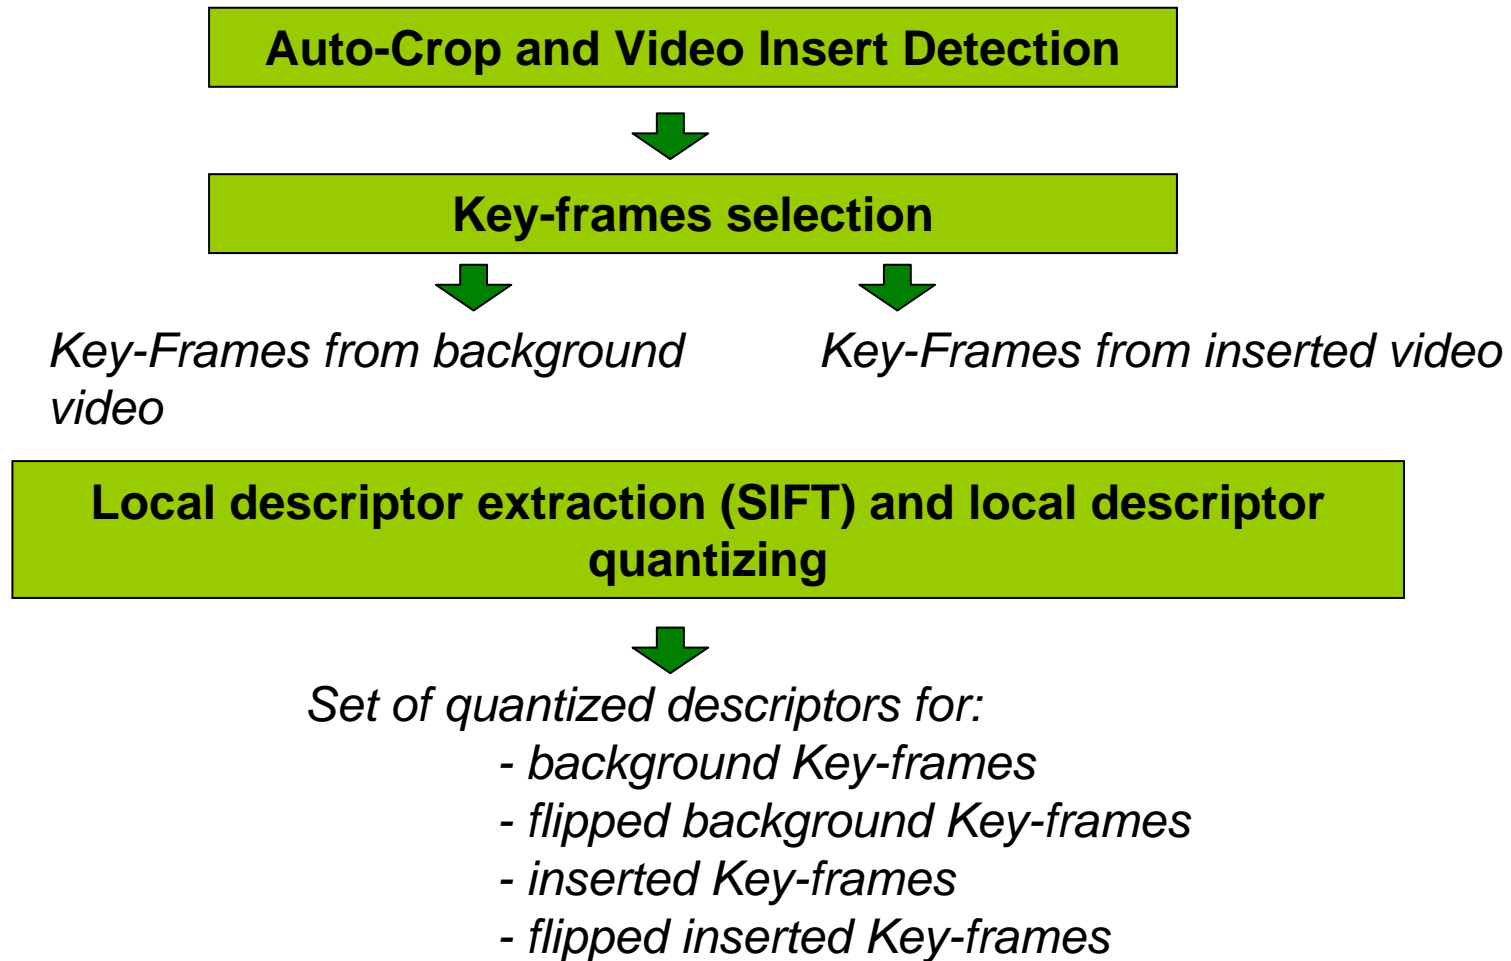 Auto-Crop and Video Insert Detection
Key-frames selection
Key-Frames from background
video
Key-Frames from inserted video
Local descriptor extraction (SIFT) and local descriptor
quantizing
Set of quantized descriptors for:
- background Key-frames
- flipped background Key-frames
- inserted Key-frames
- flipped inserted Key-frames